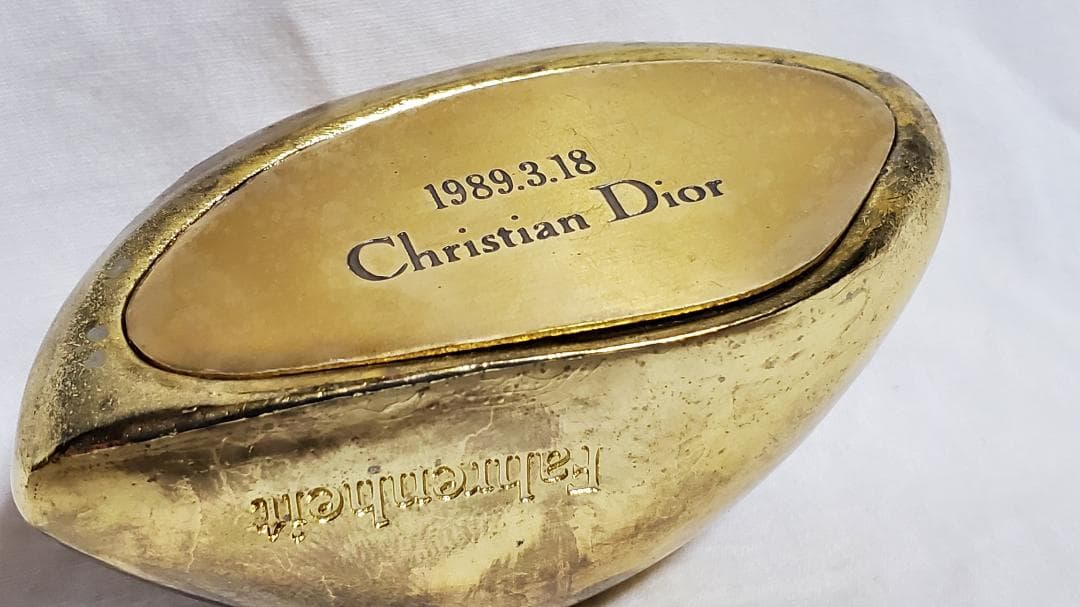 1989.3.18
Christian Dior
Fahrenheit